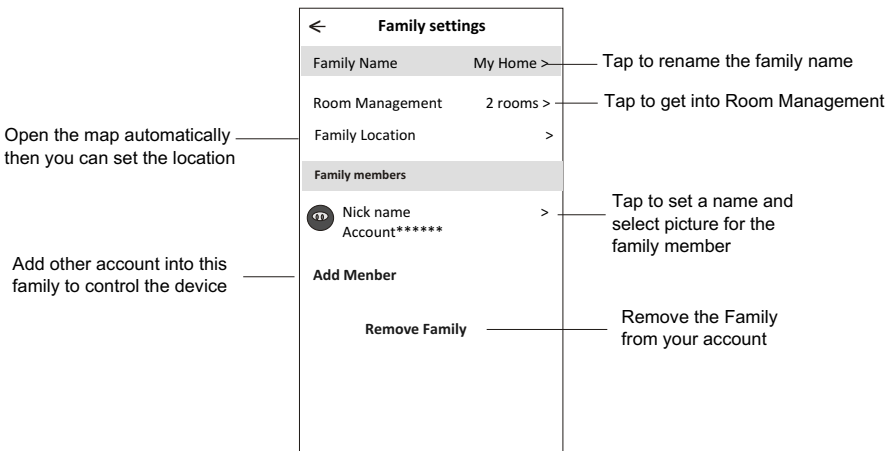 ← Family settings
Family Name My Home >
Tap to rename the family name
Room Management 2 rooms >
Tap to get into Room Management
Open the map automatically
then you can set the location
Family Location >
Family members
Nick name >
Account******
Tap to set a name and
select picture for the
family member
Add other account into this
family to control the device
Add Menber
Remove Family
Remove the Family
from your account